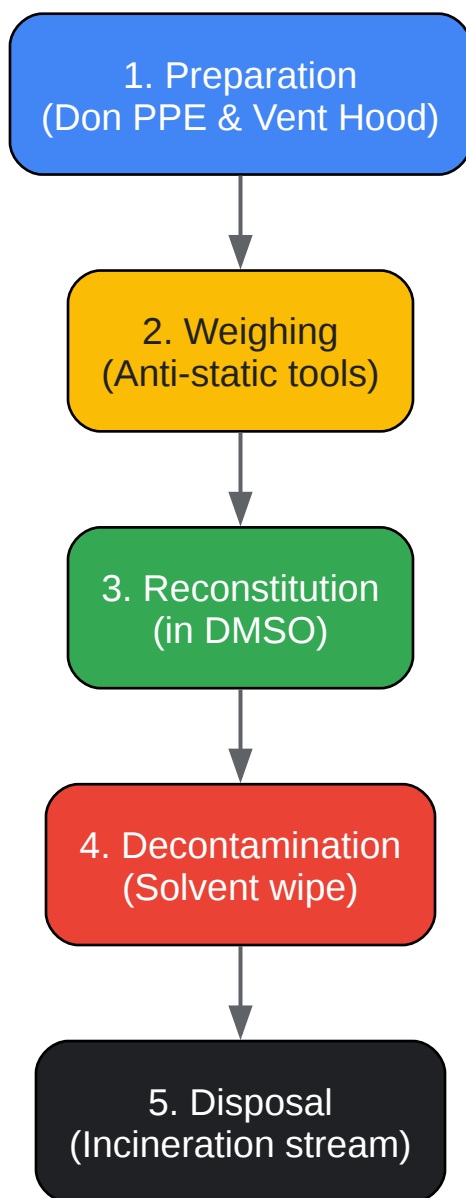 1. Preparation
(Don PPE & Vent Hood)
2. Weighing
(Anti-static tools)
3. Reconstitution
(in DMSO)
4. Decontamination
(Solvent wipe)
5. Disposal
(Incineration stream)